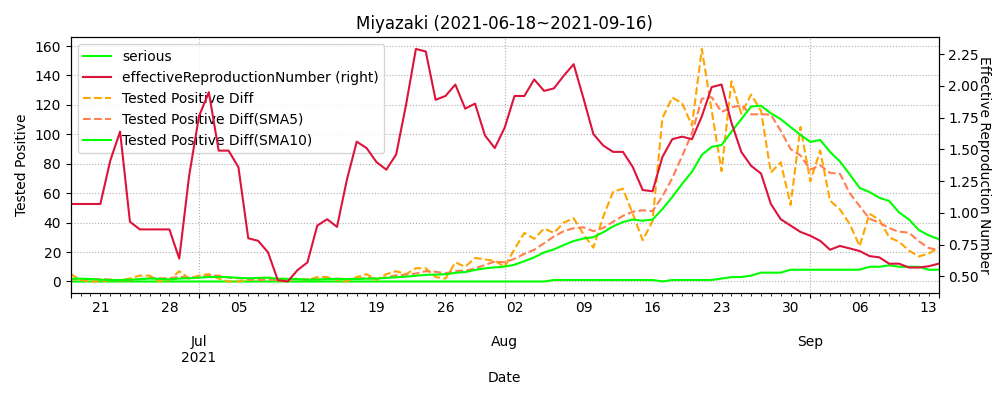 Miyazaki (2021-06-18~2021-09-16)
serious
effectiveReproductionNumber (right)
Tested Positive Diff
Tested Positive Diff(SMA5)
Tested Positive Diff(SMA10)
Tested Positive
160
140
120
100
80
60
40
20
0
2.25
2.00
1.75
1.50
1.25
1.00
0.75
0.50
Effective Reproduction Number
21 28 05 12 19 26 02 09 16 23 30 06 13
Jul Aug Sep
2021
Date